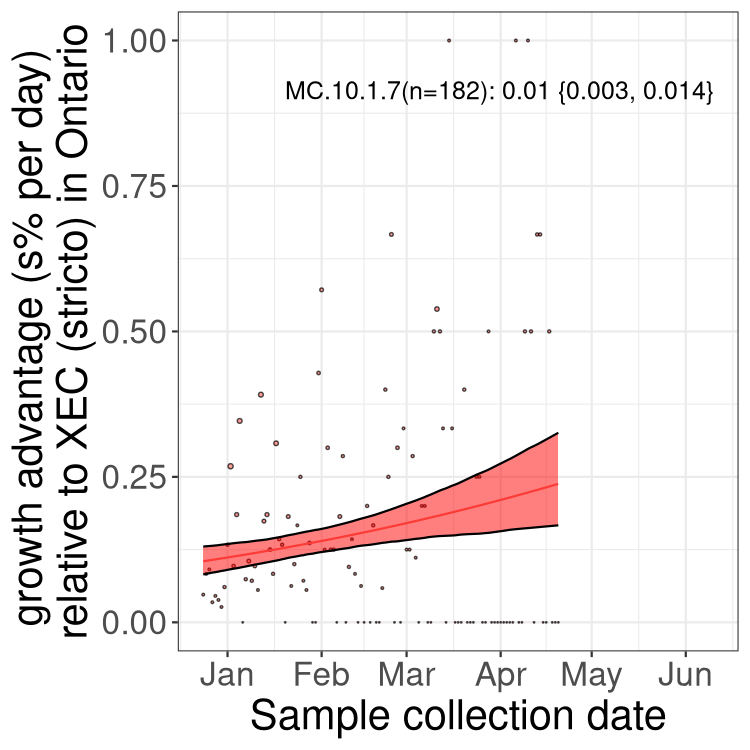 growth advantage (s% per day)
relative to XEC (stricto) in Ontario
1.00
0.75
0.50
0.25
0.00
MC.10.1.7(n=182): 0.01 {0.003, 0.014}
Jan Feb Mar Apr May Jun
Sample collection date